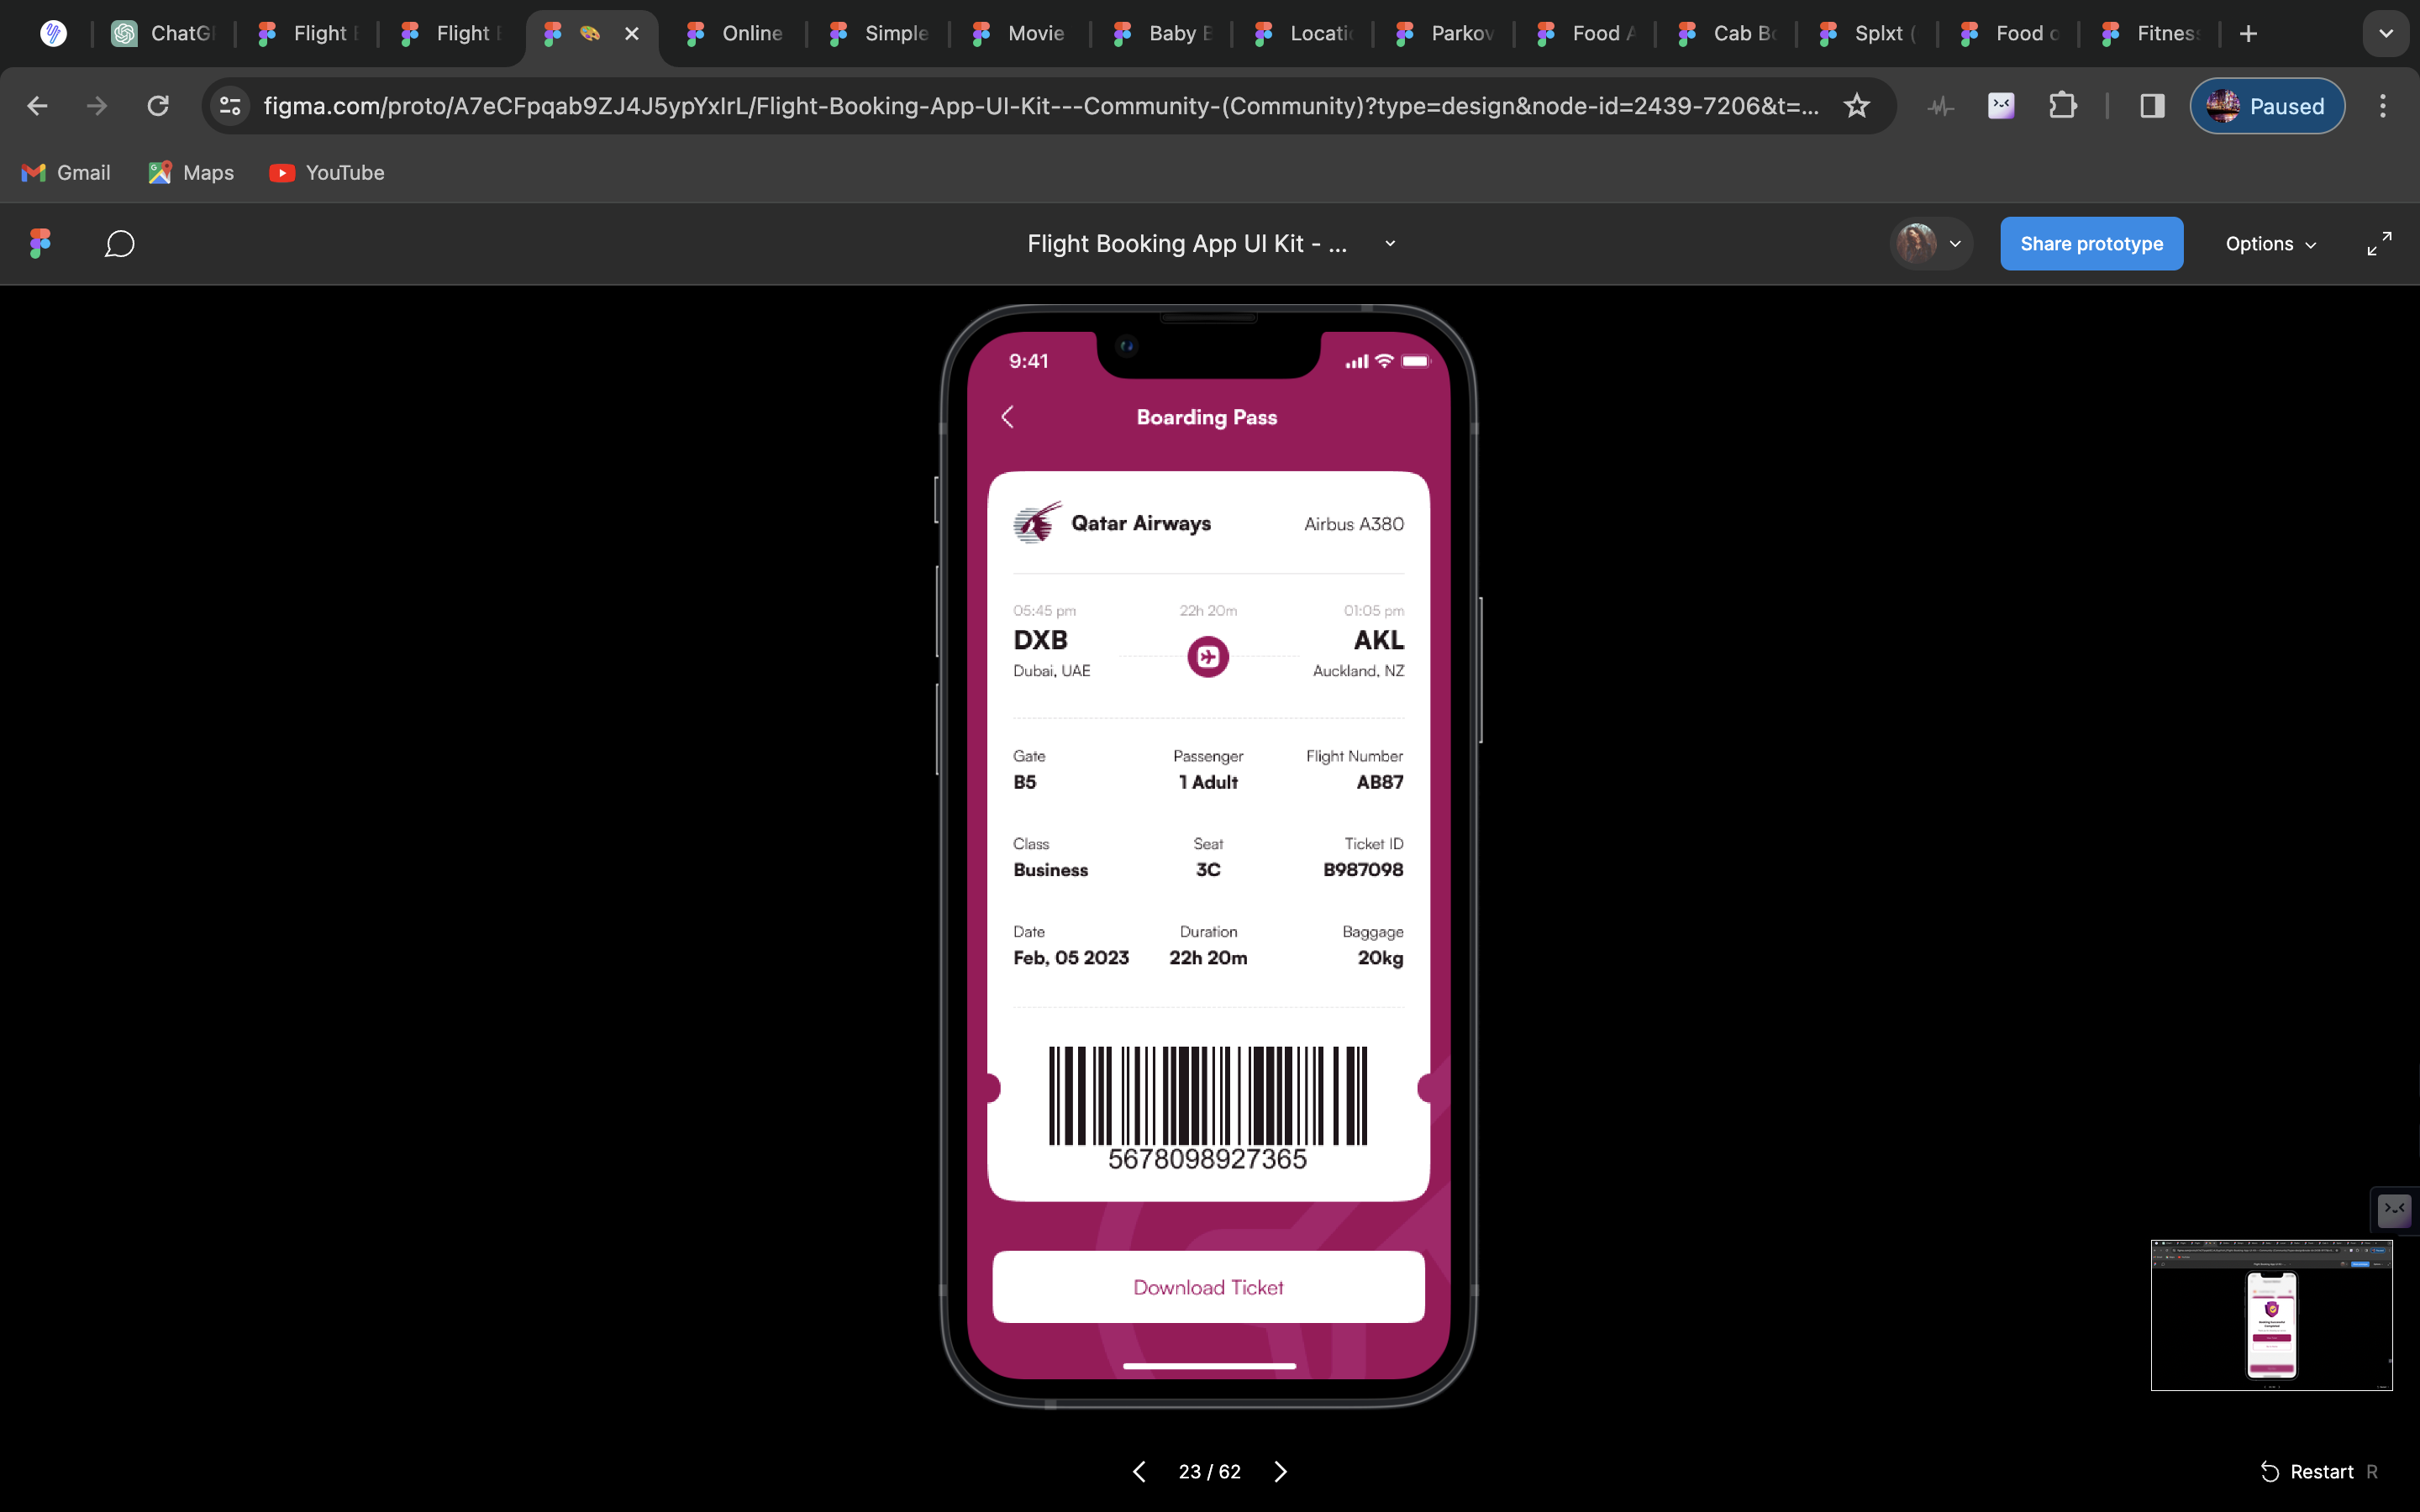 ChatG
Flight
Flight
Online
Simple
Movie
Baby
Locati
Parkov
Food
Cab Bo
Splxt (
Food o
Fitness
figma.com/proto/A7eCFpqab9ZJ4J5ypYxIrL/Flight-Booking-App-UI-Kit---Community-(Community)?type=design&node-id=2439-7206&t=...
Paused
Gmail
Maps
YouTube
Flight Booking App UI Kit - ...
Share prototype
Options
9:41
Boarding Pass
Qatar Airways
Airbus A380
05:45 pm
22h 20m
01:05 pm
DXB
AKL
Dubai, UAE
Auckland, NZ
Gate
Passenger
Flight Number
B5
1 Adult
AB87
Class
Seat
Ticket ID
Business
3C
B987098
Date
Duration
Baggage
Feb, 05 2023
22h 20m
20kg
5678098927365
Download Ticket
23 / 62
Restart R